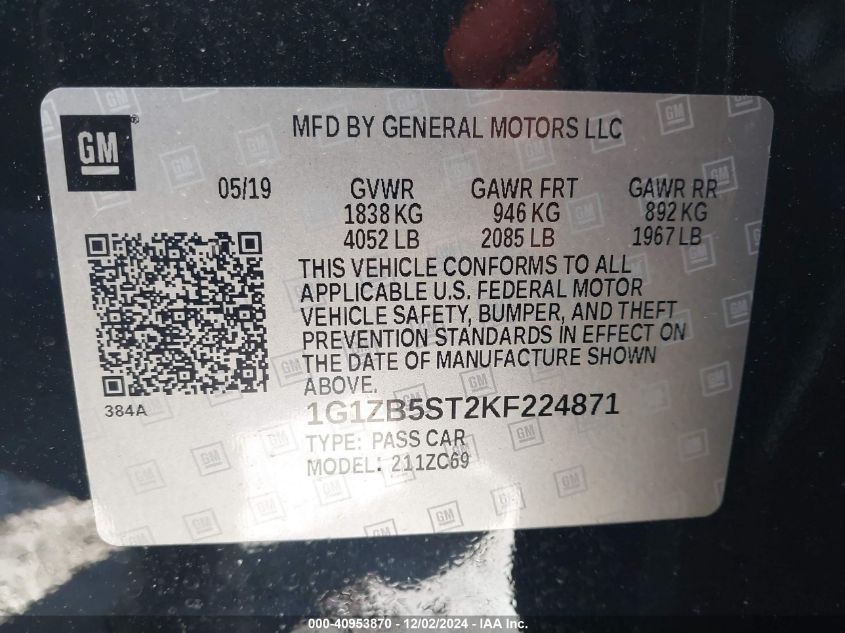 GM
MFD BY GENERAL MOTORS LLC
05/19 GVWR GAWR FRT GAWR RR
1838 KG 946 KG 892 KG
4052 LB 2085 LB 1967 LB
THIS VEHICLE CONFORMS TO ALL
APPLICABLE U.S. FEDERAL MOTOR
VEHICLE SAFETY, BUMPER, AND THEFT
PREVENTION STANDARDS IN EFFECT ON
THE DATE OF MANUFACTURE SHOWN
ABOVE.
384A
1G1ZB5ST2KF224871
TYPE: PASS CAR
MODEL: 211ZC69
000-40953870 - 12/02/2024 - IAA Inc.